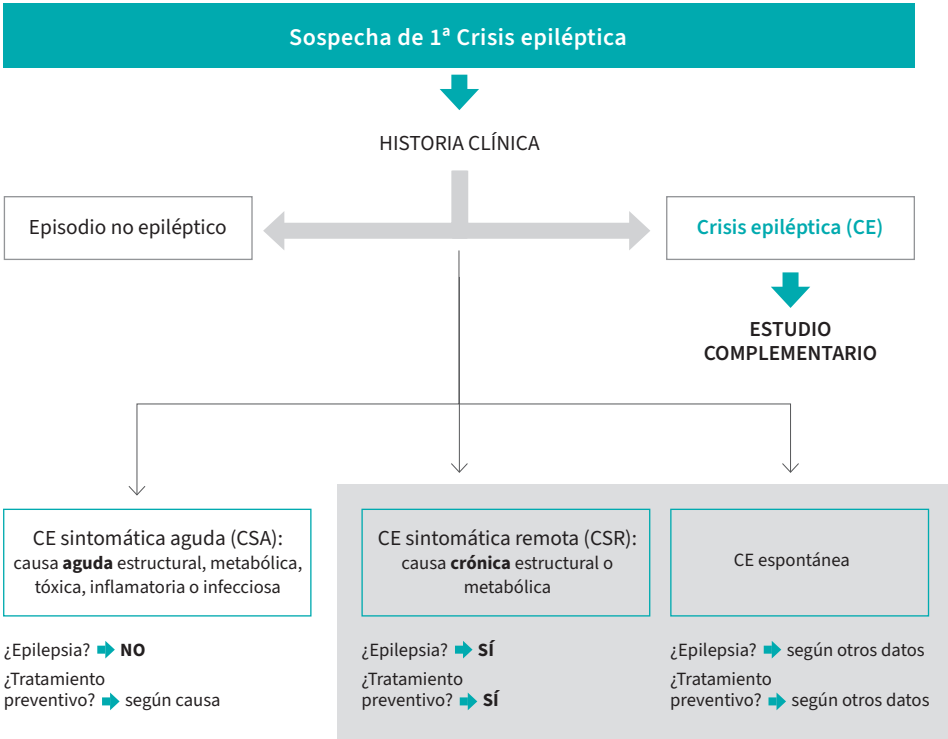 Sospecha de 1ª Crisis epiléptica
HISTORIA CLÍNICA
Episodio no epiléptico
Crisis epiléptica (CE)
ESTUDIO
COMPLEMENTARIO
CE sintomática aguda (CSA):
causa aguda estructural, metabólica,
tóxica, inflamatoria o infecciosa
¿Epilepsia? NO
¿Tratamiento
preventivo? según causa
CE sintomática remota (CSR):
causa crónica estructural o
metabólica
¿Epilepsia? SÍ
¿Tratamiento
preventivo? SÍ
CE espontánea
¿Epilepsia? según otros datos
¿Tratamiento
preventivo? según otros datos